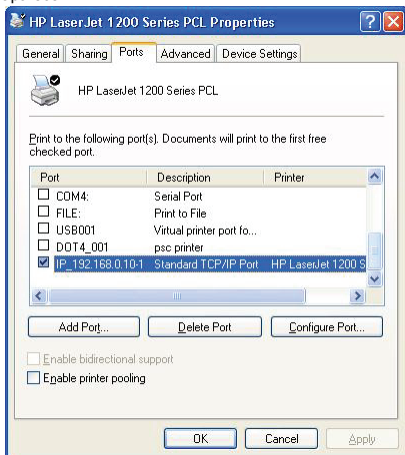 HP LaserJet 1200 Series PCL Properties
General Sharing Ports Advanced Device Settings
HP LaserJet 1200 Series PCL
Print to the following port(s). Documents will print to the first free
checked port.
Port Description Printer
COM4: Serial Port
FILE: Print to File
USB001 Virtual printer port fo...
DOT4_001 psc printer
IP_192.168.0.10-1 Standard TCP/IP Port HP LaserJet 1200 S
Add Port... Delete Port Configure Port...
Enable bidirectional support
Enable printer pooling
OK Cancel Apply